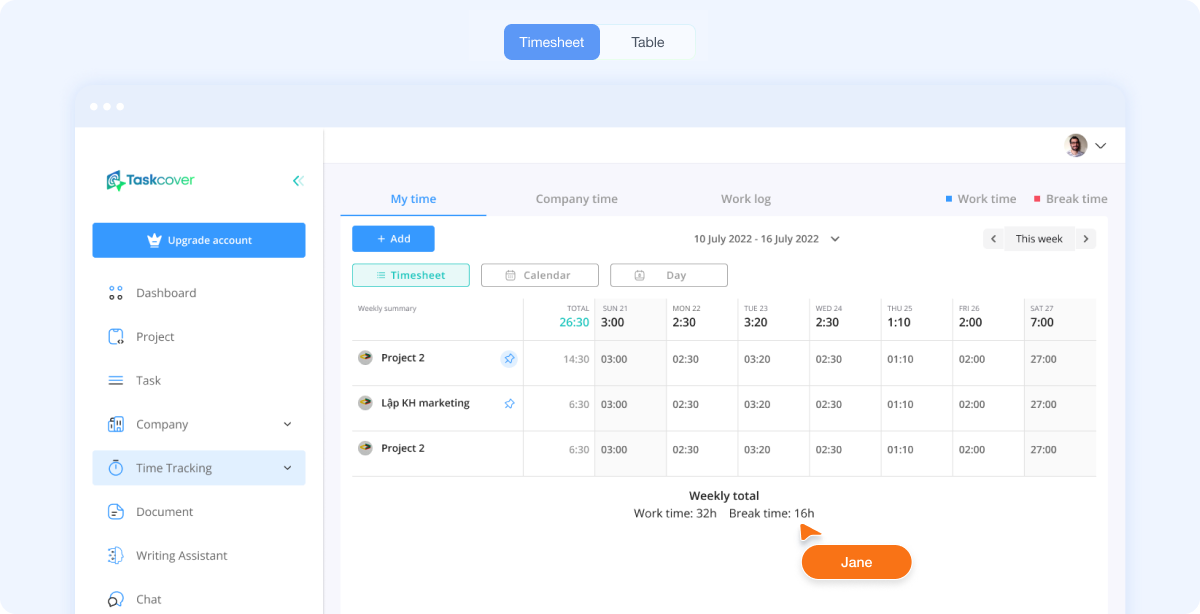 Timesheet Table
Taskcover
Upgrade account
Dashboard
Project
Task
Company
Time Tracking
Document
Writing Assistant
Chat
My time Company time Work log Work time Break time
+ Add 10 July 2022 - 16 July 2022 This week
Timesheet Calendar Day
Weekly summary TOTAL SUN 21 MON 22 TUE 23 WED 24 THU 25 FRI 26 SAT 27
26:30 3:00 2:30 3:20 2:30 1:10 2:00 7:00
Project 2 14:30 03:00 02:30 03:20 02:30 01:10 02:00 27:00
Lập KH marketing 6:30 03:00 02:30 03:20 02:30 01:10 02:00 27:00
Project 2 6:30 03:00 02:30 03:20 02:30 01:10 02:00 27:00
Weekly total
Work time: 32h Break time: 16h
Jane